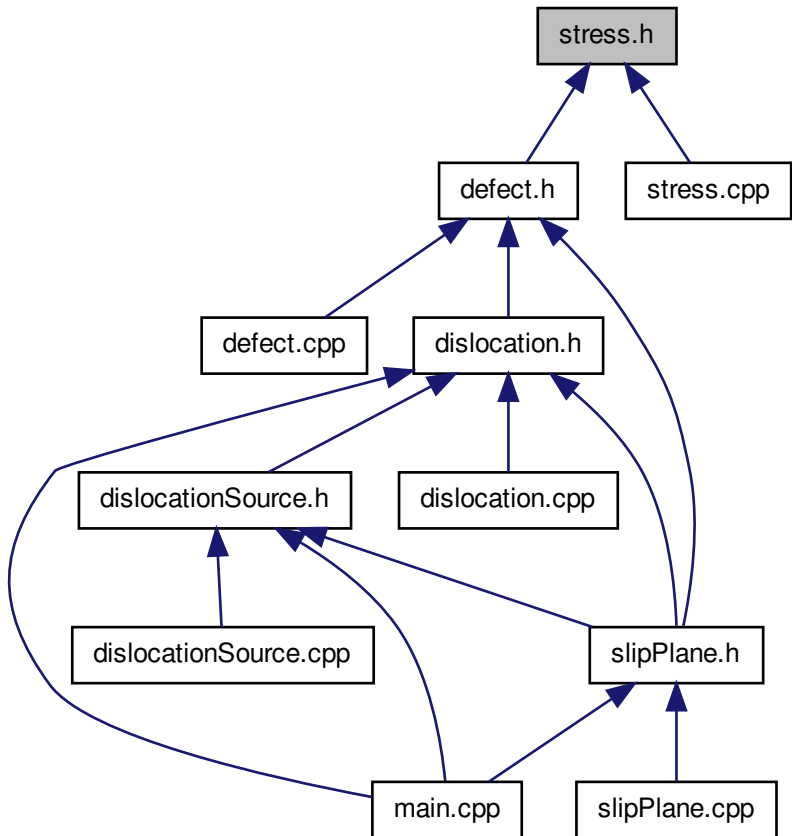 stress.h
defect.h
stress.cpp
defect.cpp
dislocation.h
dislocationSource.h
dislocation.cpp
dislocationSource.cpp
slipPlane.h
main.cpp
slipPlane.cpp